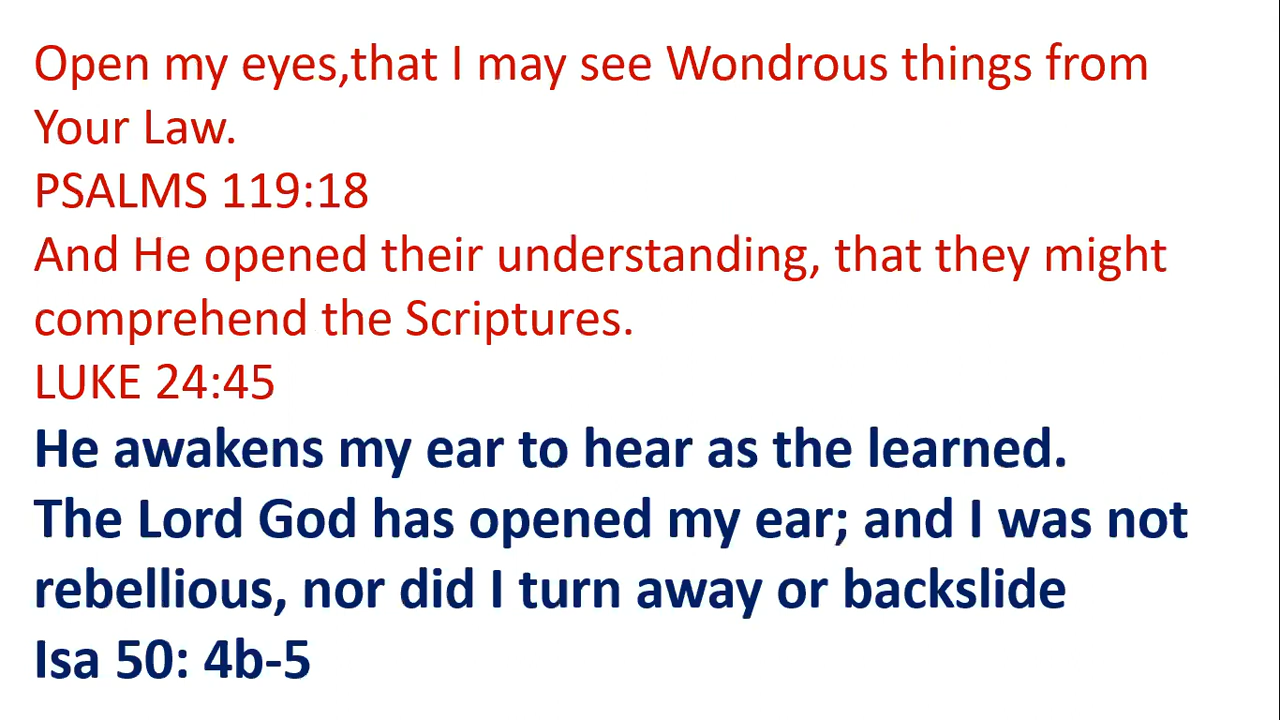 Open my eyes,that I may see Wondrous things from
Your Law.
PSALMS 119:18
And He opened their understanding, that they might
comprehend the Scriptures.
LUKE 24:45
He awakens my ear to hear as the learned.
The Lord God has opened my ear; and I was not
rebellious, nor did I turn away or backslide
Isa 50: 4b-5